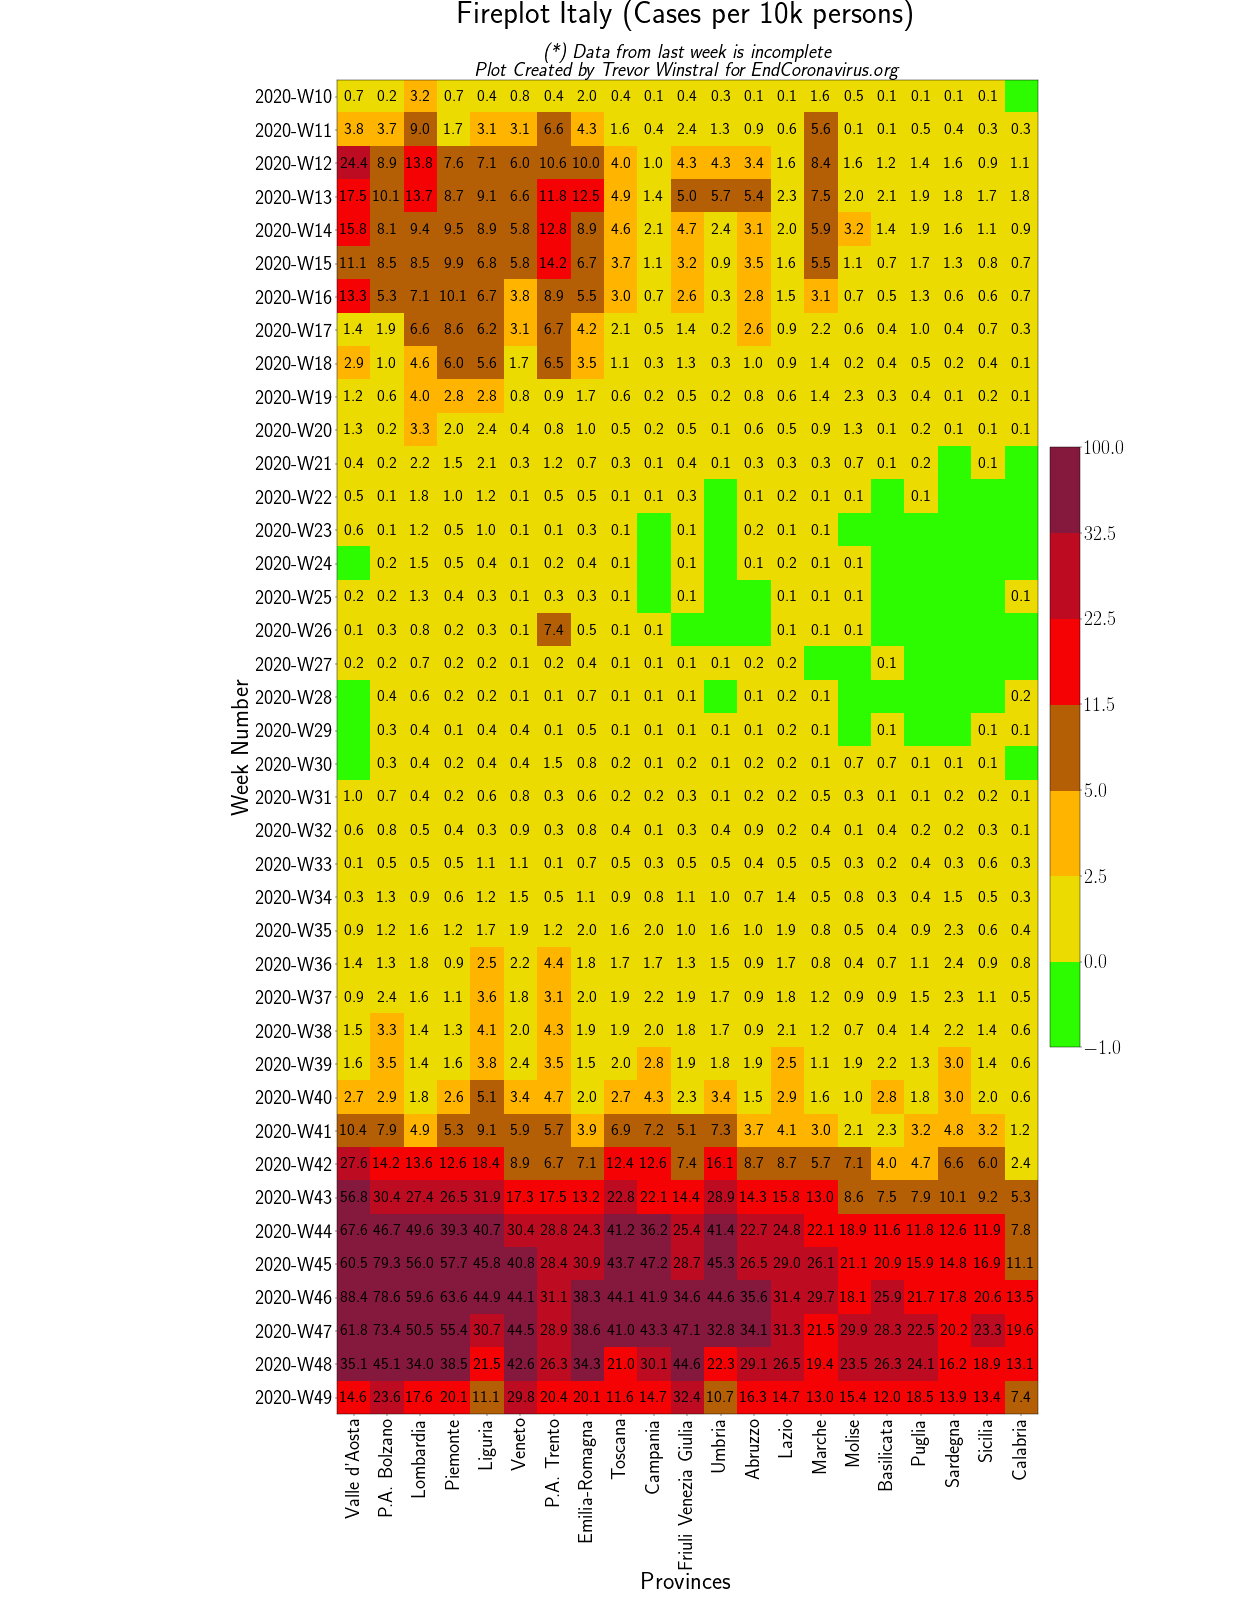 Fireplot Italy (Cases per 10k persons)
(*) Data from last week is incomplete
Plot Created by Trevor Winstral for EndCoronavirus.org
2020-W10 0.7 0.2 3.2 0.7 0.4 0.8 0.4 2.0 0.4 0.1 0.4 0.3 0.1 0.1 1.6 0.5 0.1 0.1 0.1 0.1
2020-W11 3.8 3.7 9.0 1.7 3.1 3.1 6.6 4.3 1.6 0.4 2.4 1.3 0.9 0.6 5.6 0.1 0.1 0.5 0.4 0.3 0.3
2020-W12 24.4 8.9 13.8 7.6 7.1 6.0 10.6 10.0 4.0 1.0 4.3 4.3 3.4 1.6 8.4 1.6 1.2 1.4 1.6 0.9 1.1
2020-W13 17.5 10.1 13.7 8.7 9.1 6.6 11.8 12.5 4.9 1.4 5.0 5.7 5.4 2.3 7.5 2.0 2.1 1.9 1.8 1.7 1.8
2020-W14 15.8 8.1 9.4 9.5 8.9 5.8 12.8 8.9 4.6 2.1 4.7 2.4 3.1 2.0 5.9 3.2 1.4 1.9 1.6 1.1 0.9
2020-W15 11.1 8.5 8.5 9.9 6.8 5.8 14.2 6.7 3.7 1.1 3.2 0.9 3.5 1.6 5.5 1.1 0.7 1.7 1.3 0.8 0.7
2020-W16 13.3 5.3 7.1 10.1 6.7 3.8 8.9 5.5 3.0 0.7 2.6 0.3 2.8 1.5 3.1 0.7 0.5 1.3 0.6 0.6 0.7
2020-W17 1.4 1.9 6.6 8.6 6.2 3.1 6.7 4.2 2.1 0.5 1.4 0.2 2.6 0.9 2.2 0.6 0.4 1.0 0.4 0.7 0.3
2020-W18 2.9 1.0 4.6 6.0 5.6 1.7 6.5 3.5 1.1 0.3 1.3 0.3 1.0 0.9 1.4 0.2 0.4 0.5 0.2 0.4 0.1
2020-W19 1.2 0.6 4.0 2.8 2.8 0.8 0.9 1.7 0.6 0.2 0.5 0.2 0.8 0.6 1.4 2.3 0.3 0.4 0.1 0.2 0.1
2020-W20 1.3 0.2 3.3 2.0 2.4 0.4 0.8 1.0 0.5 0.2 0.5 0.1 0.6 0.5 0.9 1.3 0.1 0.2 0.1 0.1 0.1
2020-W21 0.4 0.2 2.2 1.5 2.1 0.3 1.2 0.7 0.3 0.1 0.4 0.1 0.3 0.3 0.3 0.7 0.1 0.2 0.1
2020-W22 0.5 0.1 1.8 1.0 1.2 0.1 0.5 0.5 0.1 0.1 0.3 0.1 0.2 0.1 0.1 0.1
2020-W23 0.6 0.1 1.2 0.5 1.0 0.1 0.1 0.3 0.1 0.1 0.2 0.1 0.1
2020-W24 0.2 1.5 0.5 0.4 0.1 0.2 0.4 0.1 0.1 0.1 0.2 0.1 0.1
2020-W25 0.2 0.2 1.3 0.4 0.3 0.1 0.3 0.3 0.1 0.1 0.1 0.1 0.1 0.1
2020-W26 0.1 0.3 0.8 0.2 0.3 0.1 7.4 0.5 0.1 0.1 0.1 0.1 0.1
2020-W27 0.2 0.2 0.7 0.2 0.2 0.1 0.2 0.4 0.1 0.1 0.1 0.1 0.2 0.2 0.1
2020-W28 0.4 0.6 0.2 0.2 0.1 0.1 0.7 0.1 0.1 0.1 0.1 0.2 0.1 0.2
2020-W29 0.3 0.4 0.1 0.4 0.4 0.1 0.5 0.1 0.1 0.1 0.1 0.1 0.2 0.1 0.1 0.1 0.1
2020-W30 0.3 0.4 0.2 0.4 0.4 1.5 0.8 0.2 0.1 0.2 0.1 0.2 0.2 0.1 0.7 0.7 0.1 0.1 0.1
2020-W31 1.0 0.7 0.4 0.2 0.6 0.8 0.3 0.6 0.2 0.2 0.3 0.1 0.2 0.2 0.5 0.3 0.1 0.1 0.2 0.2 0.1
2020-W32 0.6 0.8 0.5 0.4 0.3 0.9 0.3 0.8 0.4 0.1 0.3 0.4 0.9 0.2 0.4 0.1 0.4 0.2 0.2 0.3 0.1
2020-W33 0.1 0.5 0.5 0.5 1.1 1.1 0.1 0.7 0.5 0.3 0.5 0.5 0.4 0.5 0.5 0.3 0.2 0.4 0.3 0.6 0.3
2020-W34 0.3 1.3 0.9 0.6 1.2 1.5 0.5 1.1 0.9 0.8 1.1 1.0 0.7 1.4 0.5 0.8 0.3 0.4 1.5 0.5 0.3
2020-W35 0.9 1.2 1.6 1.2 1.7 1.9 1.2 2.0 1.6 2.0 1.0 1.6 1.0 1.9 0.8 0.5 0.4 0.9 2.3 0.6 0.4
2020-W36 1.4 1.3 1.8 0.9 2.5 2.2 4.4 1.8 1.7 1.7 1.3 1.5 0.9 1.7 0.8 0.4 0.7 1.1 2.4 0.9 0.8
2020-W37 0.9 2.4 1.6 1.1 3.6 1.8 3.1 2.0 1.9 2.2 1.9 1.7 0.9 1.8 1.2 0.9 0.9 1.5 2.3 1.1 0.5
2020-W38 1.5 3.3 1.4 1.3 4.1 2.0 4.3 1.9 1.9 2.0 1.8 1.7 0.9 2.1 1.2 0.7 0.4 1.4 2.2 1.4 0.6
2020-W39 1.6 3.5 1.4 1.6 3.8 2.4 3.5 1.5 2.0 2.8 1.9 1.8 1.9 2.5 1.1 1.9 2.2 1.3 3.0 1.4 0.6
2020-W40 2.7 2.9 1.8 2.6 5.1 3.4 4.7 2.0 2.7 4.3 2.3 3.4 1.5 2.9 1.6 1.0 2.8 1.8 3.0 2.0 0.6
2020-W41 10.4 7.9 4.9 5.3 9.1 5.9 5.7 3.9 6.9 7.2 5.1 7.3 3.7 4.1 3.0 2.1 2.3 3.2 4.8 3.2 1.2
2020-W42 27.6 14.2 13.6 12.6 18.4 8.9 6.7 7.1 12.4 12.6 7.4 16.1 8.7 8.7 5.7 7.1 4.0 4.7 6.6 6.0 2.4
2020-W43 56.8 30.4 27.4 26.5 31.9 17.3 17.5 13.2 22.8 22.1 14.4 28.9 14.3 15.8 13.0 8.6 7.5 7.9 10.1 9.2 5.3
2020-W44 67.6 46.7 49.6 39.3 40.7 30.4 28.8 24.3 41.2 36.2 25.4 41.4 22.7 24.8 22.1 18.9 11.6 11.8 12.6 11.9 7.8
2020-W45 60.5 79.3 56.0 57.7 45.8 40.8 28.4 30.9 43.7 47.2 28.7 45.3 26.5 29.0 26.1 21.1 20.9 15.9 14.8 16.9 11.1
2020-W46 88.4 78.6 59.6 63.6 44.9 44.1 31.1 38.3 44.1 41.9 34.6 44.6 35.6 31.4 29.7 18.1 25.9 21.7 17.8 20.6 13.5
2020-W47 61.8 73.4 50.5 55.4 30.7 44.5 28.9 38.6 41.0 43.3 47.1 32.8 34.1 31.3 21.5 29.9 28.3 22.5 20.2 23.3 19.6
2020-W48 35.1 45.1 34.0 38.5 21.5 42.6 26.3 34.3 21.0 30.1 44.6 22.3 29.1 26.5 19.4 23.5 26.3 24.1 16.2 18.9 13.1
2020-W49 14.6 23.6 17.6 20.1 11.1 29.8 20.4 20.1 11.6 14.7 32.4 10.7 16.3 14.7 13.0 15.4 12.0 18.5 13.9 13.4 7.4
Week Number
Valle d'Aosta
P.A. Bolzano
Lombardia
Piemonte
Liguria
Veneto
P.A. Trento
Emilia-Romagna
Toscana
Campania
Friuli Venezia Giulia
Umbria
Abruzzo
Lazio
Marche
Molise
Basilicata
Puglia
Sardegna
Sicilia
Calabria
Provinces
100.0
32.5
22.5
11.5
5.0
2.5
0.0
−1.0